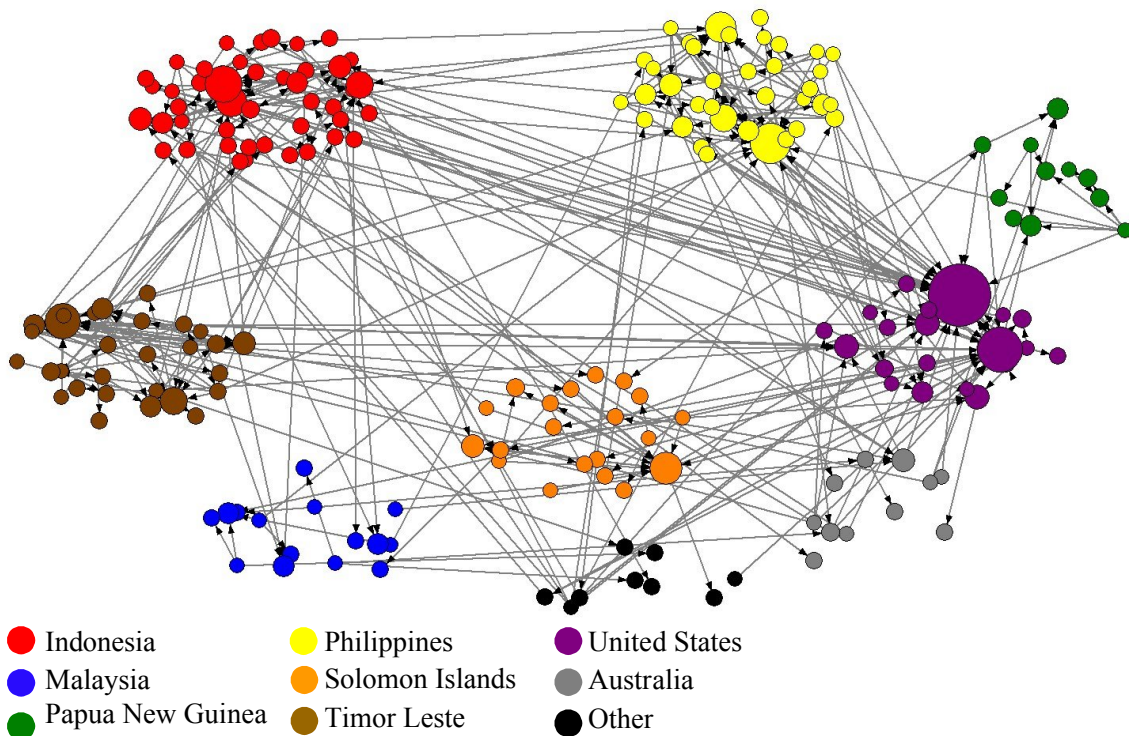 Indonesia
Philippines
United States
Malaysia
Solomon Islands
Australia
Papua New Guinea
Timor Leste
Other